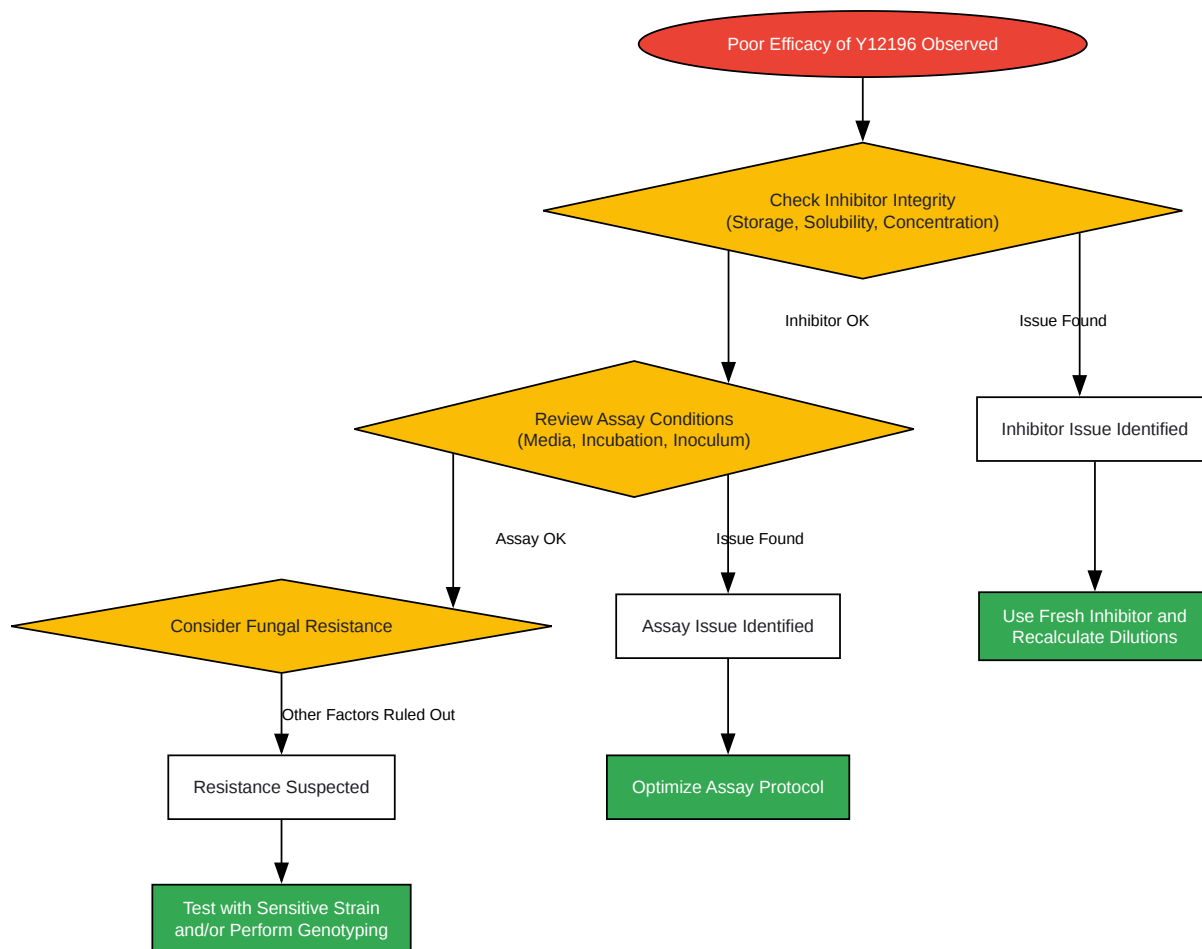 Poor Efficacy of Y12196 Observed
Check Inhibitor Integrity
(Storage, Solubility, Concentration)
Inhibitor OK
Issue Found
Review Assay Conditions
(Media, Incubation, Inoculum)
Inhibitor Issue Identified
Assay OK
Issue Found
Consider Fungal Resistance
Assay Issue Identified
Use Fresh Inhibitor and
Recalculate Dilutions
Other Factors Ruled Out
Resistance Suspected
Optimize Assay Protocol
Test with Sensitive Strain
and/or Perform Genotyping